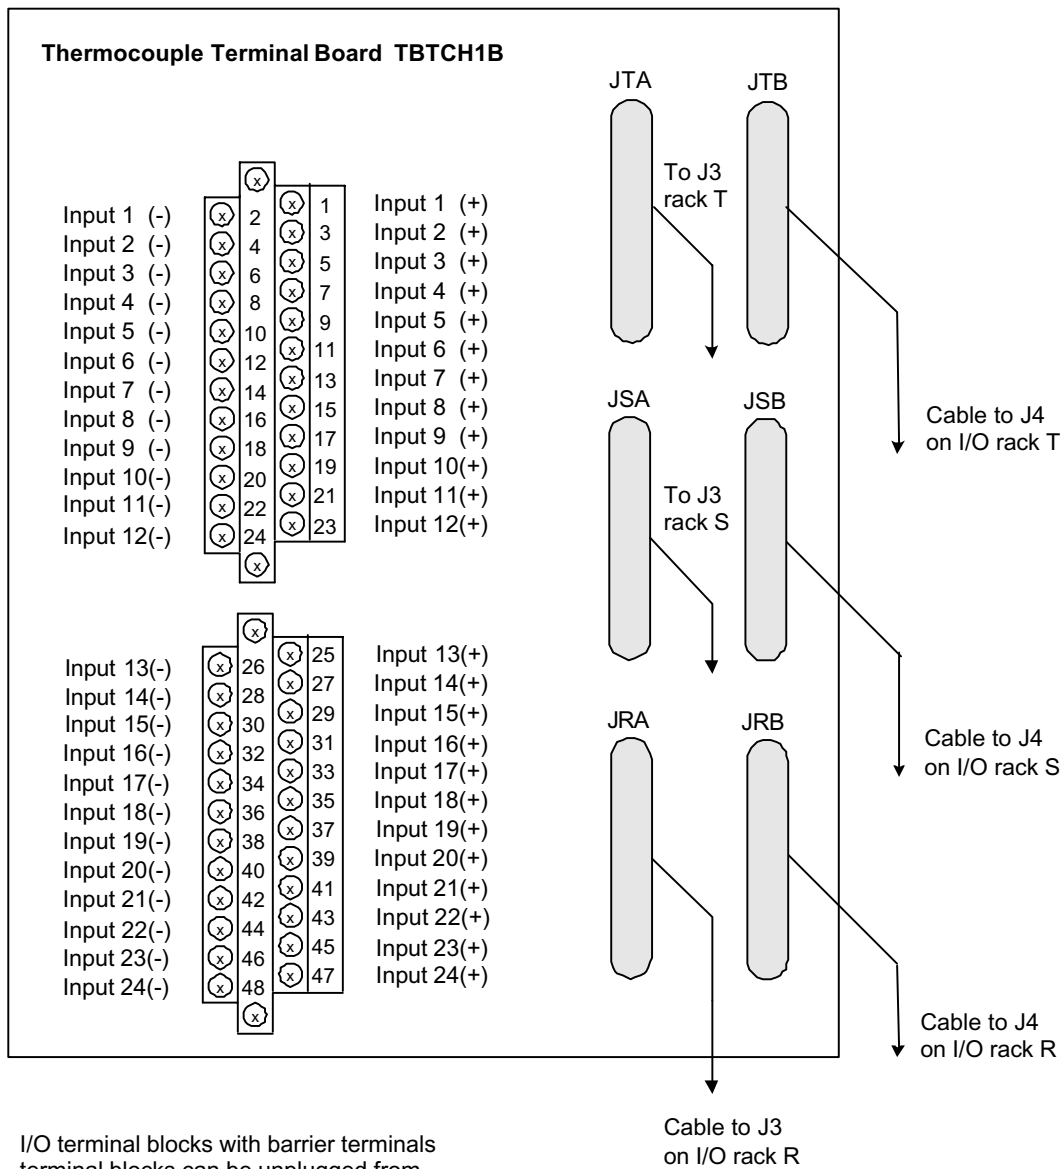 Thermocouple Terminal Board TBTCH1B
JTA
JTB
To J3
rack T
Cable to J4
on I/O rack T
JSA
JSB
To J3
rack S
Cable to J4
on I/O rack S
JRA
JRB
Cable to J4
on I/O rack R
Cable to J3
on I/O rack R
x
Input 1 (-) x 2 x 1 Input 1 (+)
Input 2 (-) x 4 x 3 Input 2 (+)
Input 3 (-) x 6 x 5 Input 3 (+)
Input 4 (-) x 8 x 7 Input 4 (+)
Input 5 (-) x 10 x 9 Input 5 (+)
Input 6 (-) x 12 x 11 Input 6 (+)
Input 7 (-) x 14 x 13 Input 7 (+)
Input 8 (-) x 16 x 15 Input 8 (+)
Input 9 (-) x 18 x 17 Input 9 (+)
Input 10(-) x 20 x 19 Input 10(+)
Input 11(-) x 22 x 21 Input 11(+)
Input 12(-) x 24 x 23 Input 12(+)
x
x
Input 13(-) x 26 x 25 Input 13(+)
Input 14(-) x 28 x 27 Input 14(+)
Input 15(-) x 30 x 29 Input 15(+)
Input 16(-) x 32 x 31 Input 16(+)
Input 17(-) x 34 x 33 Input 17(+)
Input 18(-) x 36 x 35 Input 18(+)
Input 19(-) x 38 x 37 Input 19(+)
Input 20(-) x 40 x 39 Input 20(+)
Input 21(-) x 42 x 41 Input 21(+)
Input 22(-) x 44 x 43 Input 22(+)
Input 23(-) x 46 x 45 Input 23(+)
Input 24(-) x 48 x 47 Input 24(+)
x
I/O terminal blocks with barrier terminals
terminal blocks can be unplugged from